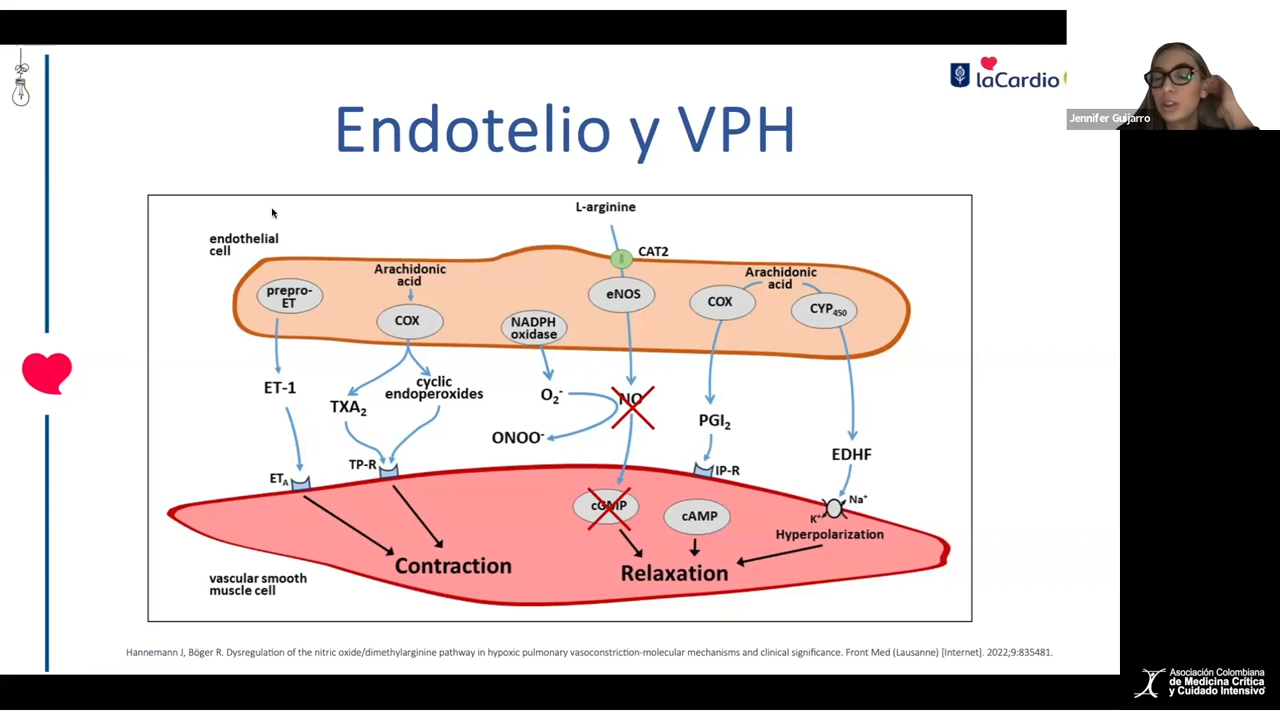 laCardio
Jennifer Guijarro
Endotelio y VPH
L-arginine
endothelial
cell
CAT2
Arachidonic
acid
Arachidonic
acid
prepro-
ET
COX
NADPH
oxidase
eNOS
COX
CYP450
ET-1
TXA2
cyclic
endoperoxides
O2-
NO
ONOO-
PGI2
EDHF
ETA
TP-R
IP-R
Na+
K+
cGMP
cAMP
Hyperpolarization
Contraction
Relaxation
vascular smooth
muscle cell
Hannemann J, Böger R. Dysregulation of the nitric oxide/dimethylarginine pathway in hypoxic pulmonary vasoconstriction-molecular mechanisms and clinical significance. Front Med (Lausanne) [Internet]. 2022;9:835481.
Asociación Colombiana
de Medicina Crítica
y Cuidado Intensivo